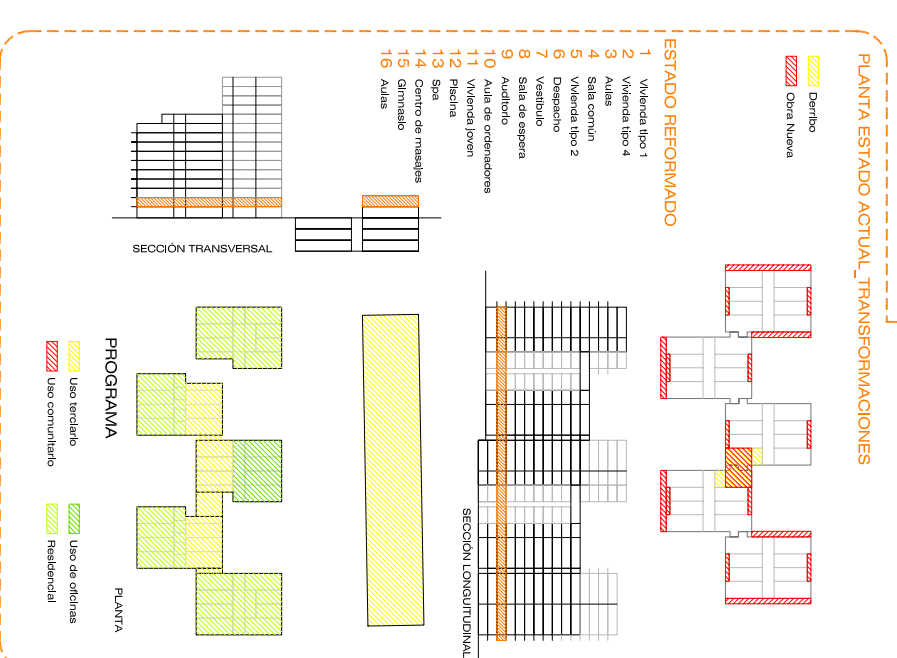 PLANTA ESTADO ACTUAL_TRANSFORMACIONES
Derribo
Obra Nueva
ESTADO REFORMADO
1 Vivienda tipo 1
2 Vivienda tipo 4
3 Aulas
4 Sala común
5 Vivienda tipo 2
6 Despacho
7 Vestíbulo
8 Sala de espera
9 Auditorio
10 Aula de ordenadores
11 Vivienda joven
12 Piscina
13 Spa
14 Centro de masajes
15 Gimnasio
16 Aulas
SECCIÓN TRANSVERSAL
SECCIÓN LONGUITUDINAL
PROGRAMA
Uso terciario
Uso comunitario
Uso de oficinas
Residencial
PLANTA